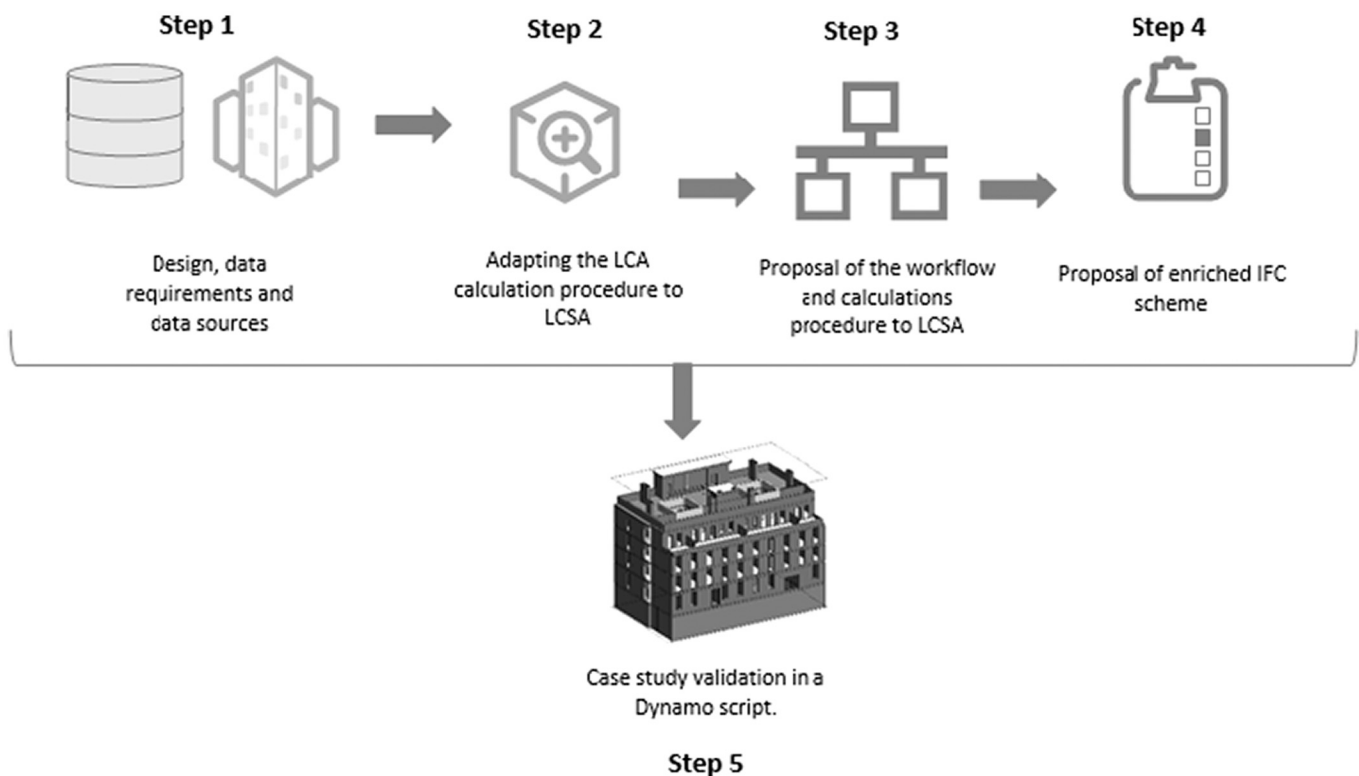 Step 1
Step 2
Step 3
Step 4
Design, data
requirements and
data sources
Adapting the LCA
calculation procedure to
LCSA
Proposal of the workflow
and calculations
procedure to LCSA
Proposal of enriched IFC
scheme
Case study validation in a
Dynamo script.
Step 5